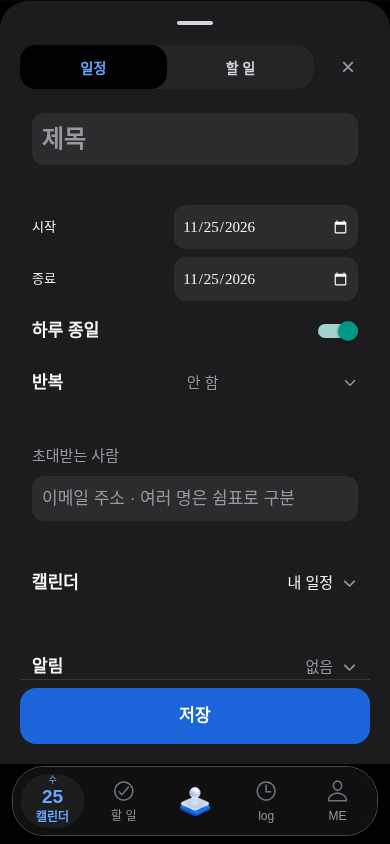 일정 할 일
제목
시작 11/25/2026
종료 11/25/2026
하루 종일
반복 안 함
초대받는 사람
이메일 주소 · 여러 명은 쉼표로 구분
캘린더 내 일정
알림 없음
저장
수
25
캘린더 할 일 log ME